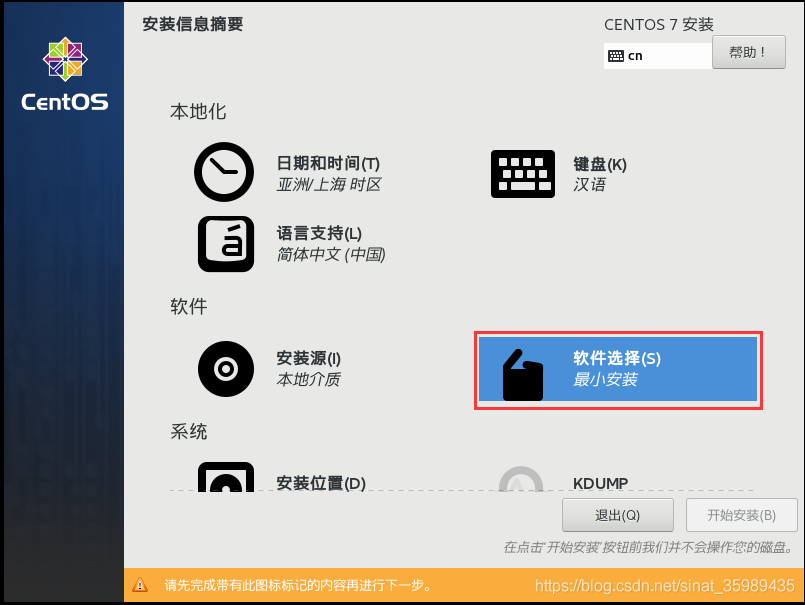 安装信息摘要
CENTOS 7 安装
cn
帮助！
CentOS
本地化
日期和时间(T)
亚洲/上海 时区
键盘(K)
汉语
á
语言支持(L)
简体中文 (中国)
软件
安装源(I)
本地介质
软件选择(S)
最小安装
系统
安装位置(D)
KDUMP
退出(Q)
开始安装(B)
在点击“开始安装”按钮前我们并不会操作您的磁盘。
请先完成带有此图标标记的内容再进行下一步。
https://blog.csdn.net/sinat_35989435